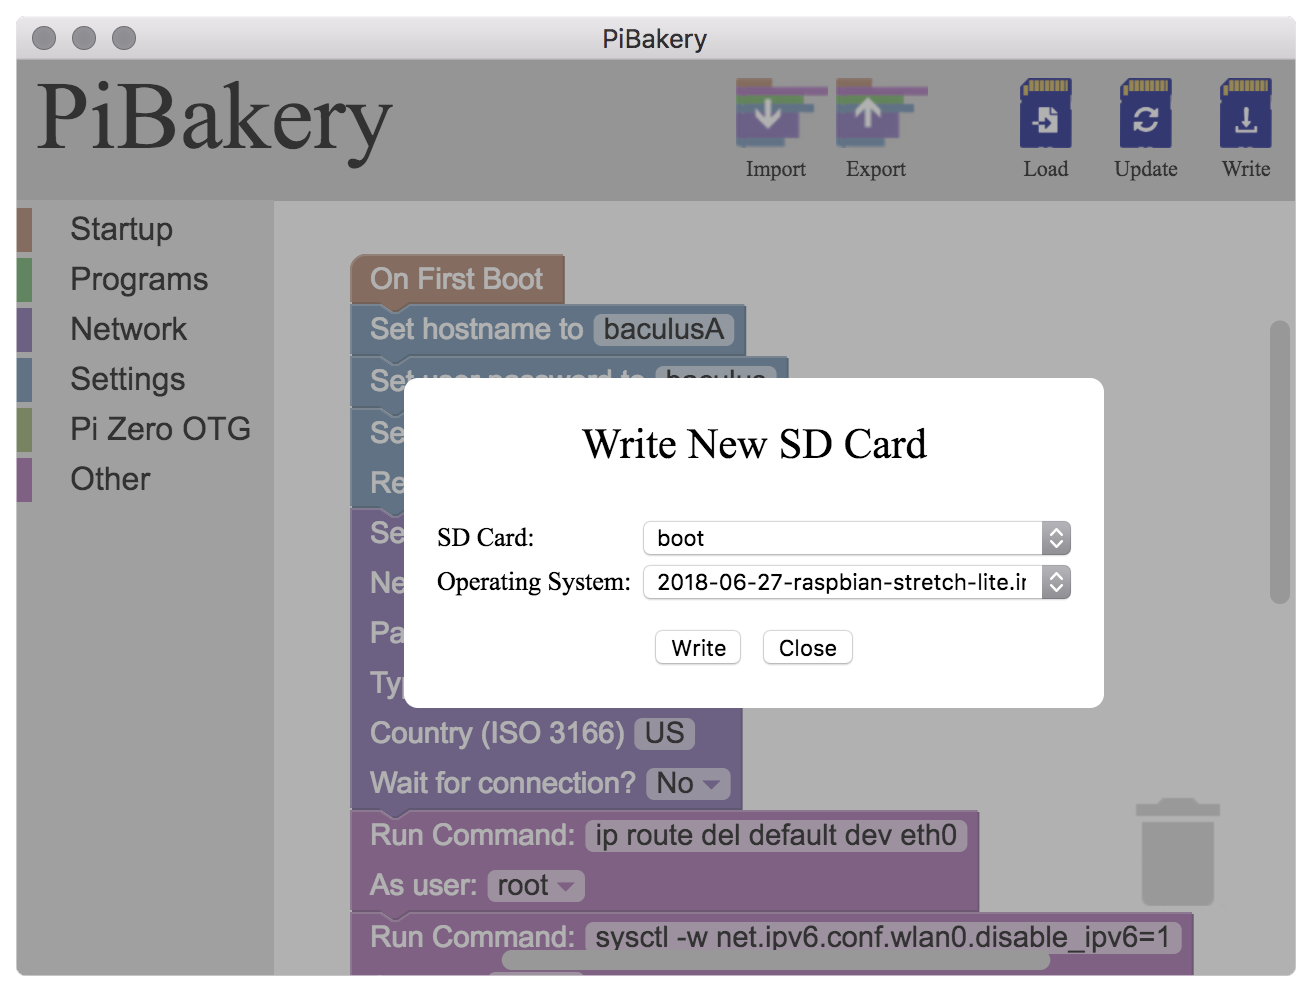 PiBakery
PiBakery
Import
Export
Load
Update
Write
Startup
Programs
Network
Settings
Pi Zero OTG
Other
On First Boot
Set hostname to baculusA
Set user password to baculus
Se
Re
Se
Ne
Pa
Typ
Write New SD Card
SD Card: boot
Operating System: 2018-06-27-raspbian-stretch-lite.ir
Write
Close
Country (ISO 3166) US
Wait for connection? No
Run Command: ip route del default dev eth0
As user: root
Run Command: sysctl -w net.ipv6.conf.wlan0.disable_ipv6=1